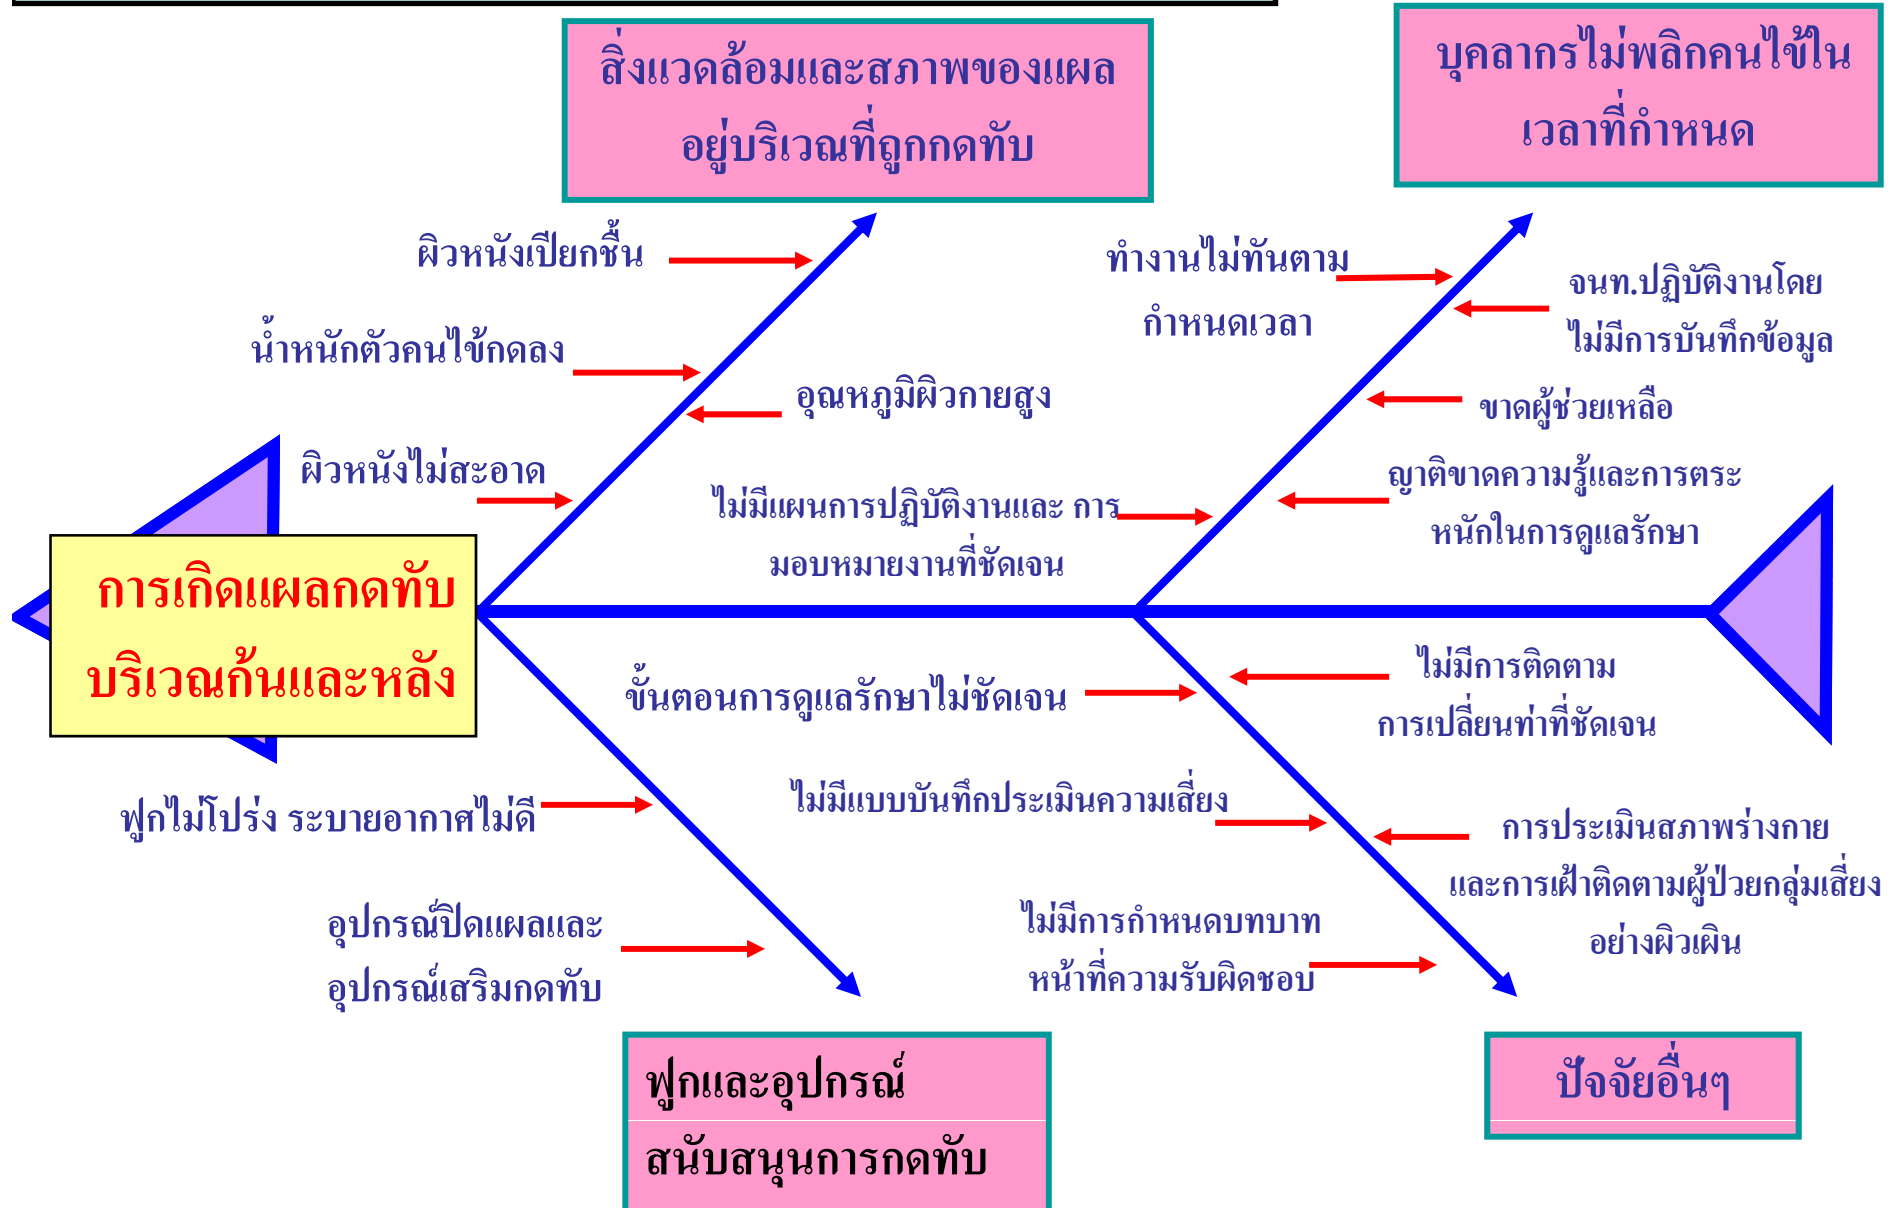 สิ่งแวดล้อมและสภาพของแผล
อยู่บริเวณที่ถูกกดทับ
บุคลากรไม่พลิกคนไข้ใน
เวลาที่กำหนด
ผิวหนังเปียกชื้น
น้ำหนักตัวคนไข้กดลง
อุณหภูมิผิวกายสูง
ผิวหนังไม่สะอาด
ทำงานไม่ทันตาม
กำหนดเวลา
จนท.ปฏิบัติงานโดย
ไม่มีการบันทึกข้อมูล
ขาดผู้ช่วยเหลือ
ญาติขาดความรู้และการตระ
หนักในการดูแลรักษา
ไม่มีแผนการปฏิบัติงานและ การ
มอบหมายงานที่ชัดเจน
การเกิดแผลกดทับ
บริเวณก้นและหลัง
ขั้นตอนการดูแลรักษาไม่ชัดเจน
ไม่มีการติดตาม
การเปลี่ยนท่าที่ชัดเจน
ฟูกไม่โปร่ง ระบายอากาศไม่ดี
ไม่มีแบบบันทึกประเมินความเสี่ยง
การประเมินสภาพร่างกาย
และการเฝ้าติดตามผู้ป่วยกลุ่มเสี่ยง
อย่างผิวเผิน
อุปกรณ์ปิดแผลและ
อุปกรณ์เสริมกดทับ
ไม่มีการกำหนดบทบาท
หน้าที่ความรับผิดชอบ
ฟูกและอุปกรณ์
สนับสนุนการกดทับ
ปัจจัยอื่นๆ